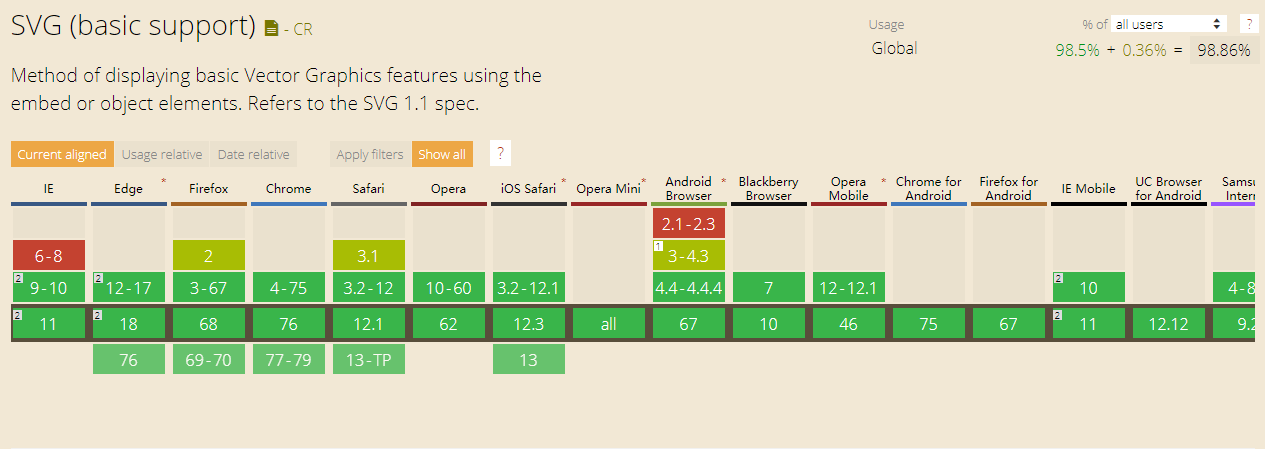 SVG (basic support) - CR
Usage % of all users ?
Global 98.5% + 0.36% = 98.86%
Method of displaying basic Vector Graphics features using the
embed or object elements. Refers to the SVG 1.1 spec.
Current aligned Usage relative Date relative Apply filters Show all ?
IE Edge * Firefox Chrome Safari Opera iOS Safari * Opera Mini * Android Browser * Blackberry Browser Opera Mobile * Chrome for Android Firefox for Android IE Mobile UC Browser for Android
2.1-2.3
6-8 2 3.1 1 3-4.3
2 9-10 2 12-17 3-67 4-75 3.2-12 10-60 3.2-12.1 4.4-4.4.4 7 12-12.1 2 10 4-8
2 11 2 18 68 76 12.1 62 12.3 all 67 10 46 75 67 2 11 12.12 9.2
76 69-70 77-79 13-TP 13